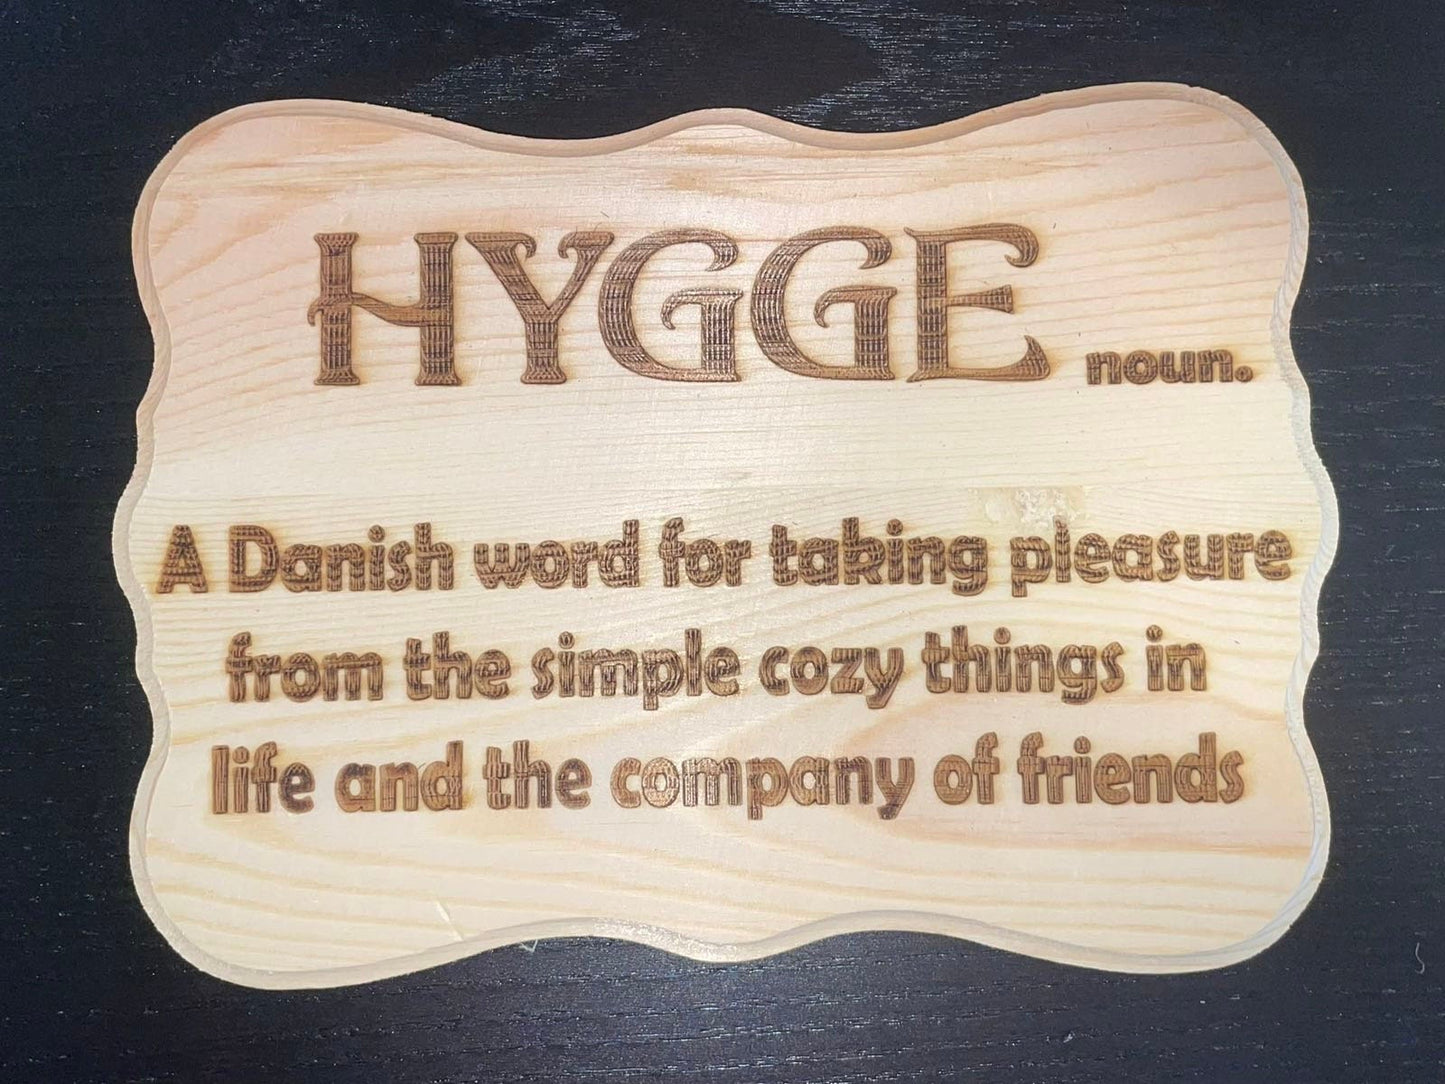 HYGGE noun.
A Danish word for taking pleasure
from the simple cozy things in
life and the company of friends